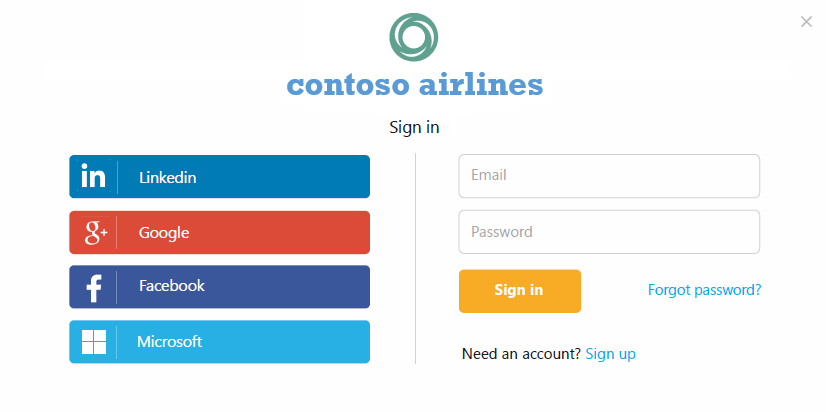 contoso airlines
Sign in
in Linkedin
g+ Google
f Facebook
Microsoft
Email
Password
Sign in
Forgot password?
Need an account? Sign up